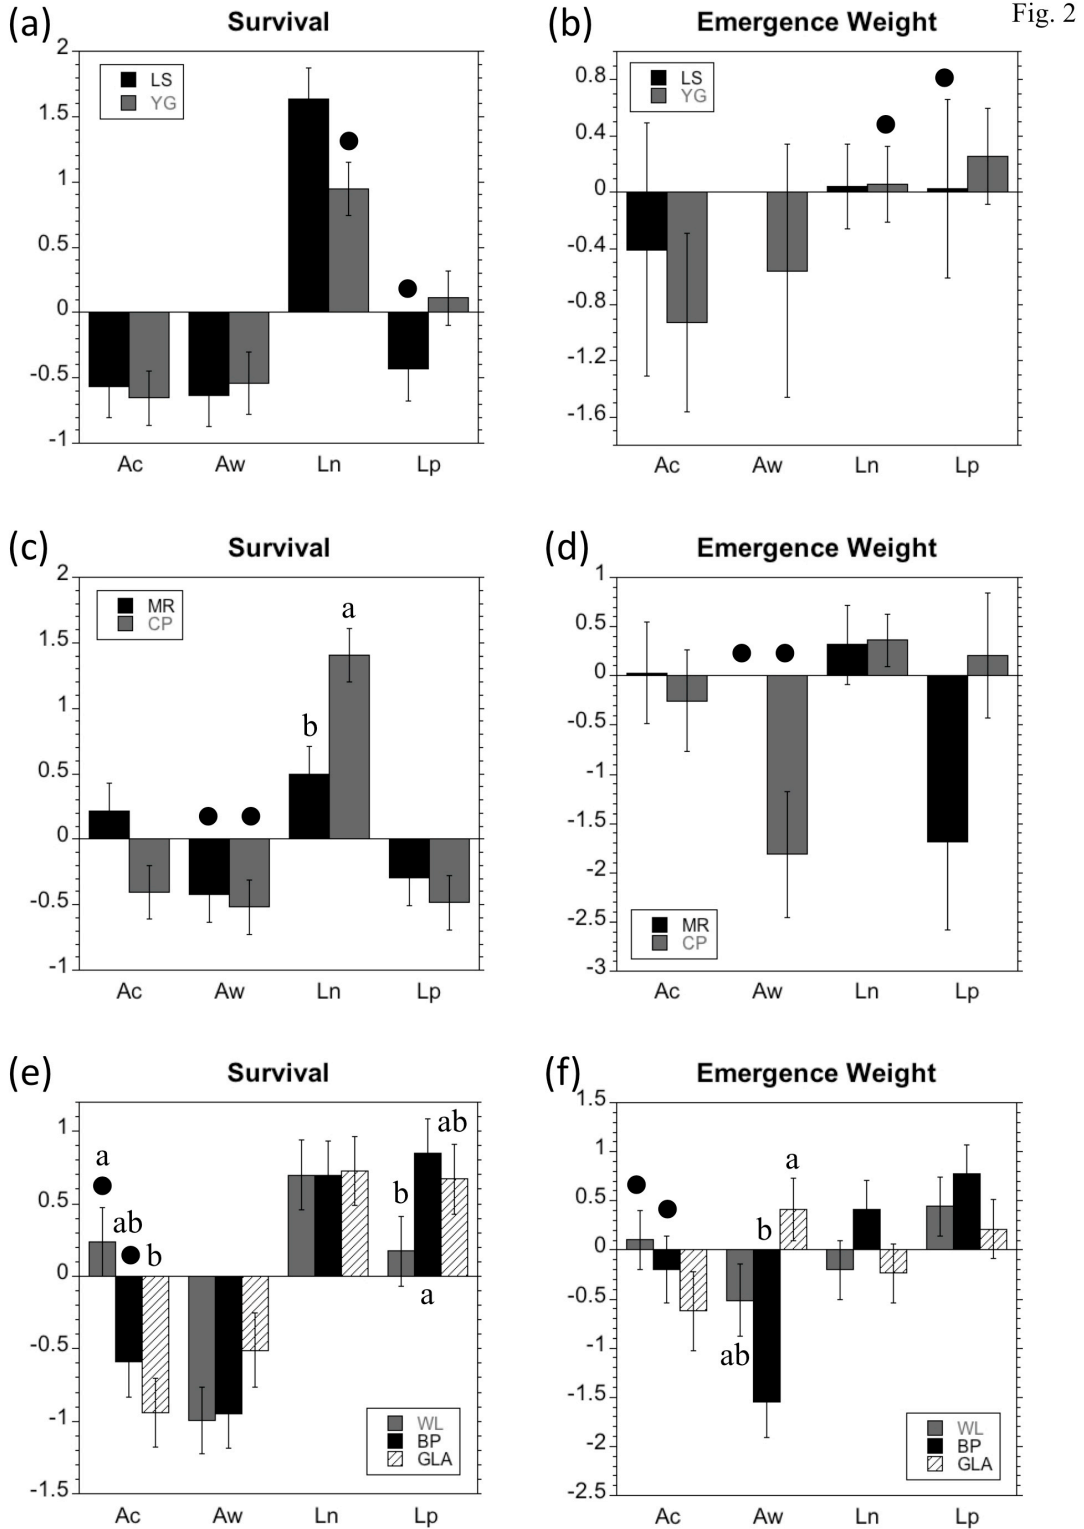 Fig. 2
(a)
Survival
2
1.5
1
0.5
0
-0.5
-1
LS
YG
Ac Aw Ln Lp
(b)
Emergence Weight
0.8
0.4
0
-0.4
-0.8
-1.2
-1.6
LS
YG
Ac Aw Ln Lp
(c)
Survival
2
1.5
1
0.5
0
-0.5
-1
MR
CP
a
b
Ac Aw Ln Lp
(d)
Emergence Weight
1
0.5
0
-0.5
-1
-1.5
-2
-2.5
-3
MR
CP
Ac Aw Ln Lp
(e)
Survival
1
0.5
0
-0.5
-1
-1.5
a
ab
b
b
ab
a
WL
BP
GLA
Ac Aw Ln Lp
(f)
Emergence Weight
1.5
1
0.5
0
-0.5
-1
-1.5
-2
-2.5
a
b
ab
WL
BP
GLA
Ac Aw Ln Lp